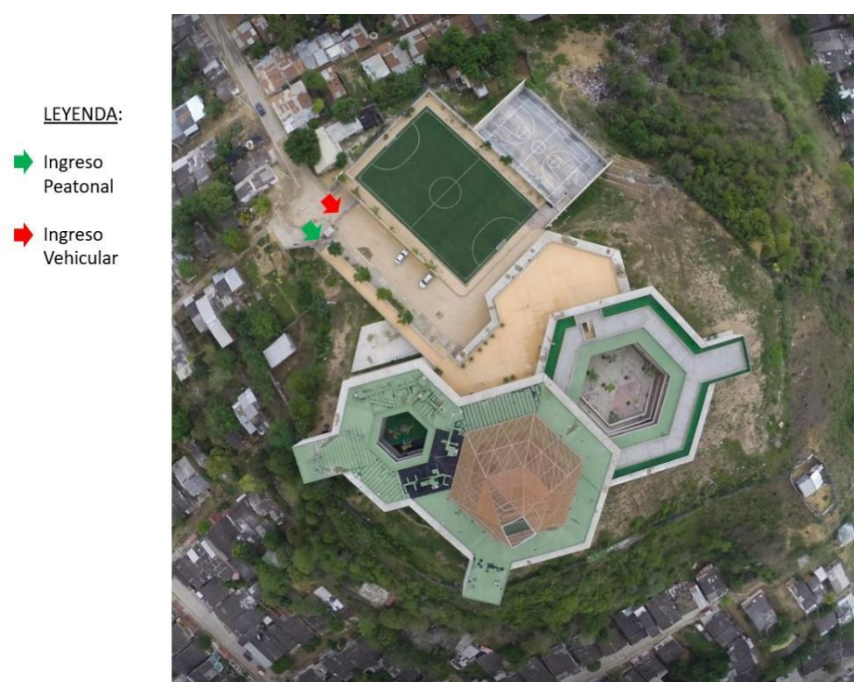 LEYENDA:
Ingreso
Peatonal
Ingreso
Vehicular